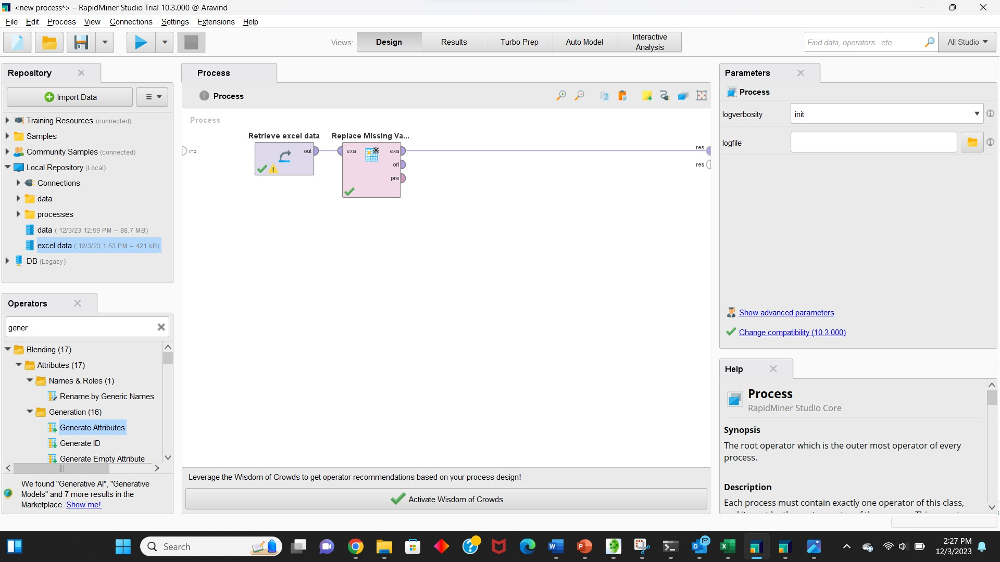 <new process*> – RapidMiner Studio Trial 10.3.000 @ Aravind
File Edit Process View Connections Settings Extensions Help
Views: Design Results Turbo Prep Auto Model Interactive Analysis
Find data, operators...etc All Studio
Repository
Import Data
Training Resources (connected)
Samples
Community Samples (connected)
Local Repository (Local)
Connections
data
processes
data ( 12/3/23 12:59 PM – 88.7 MB)
excel data ( 12/3/23 1:53 PM – 421 kB)
DB (Legacy)
Operators
gener
Blending (17)
Attributes (17)
Names & Roles (1)
Rename by Generic Names
Generation (16)
Generate Attributes
Generate ID
Generate Empty Attribute
We found "Generative AI", "Generative
Models" and 7 more results in the
Marketplace. Show me!
Process
Process
Process
Retrieve excel data Replace Missing Va...
inp out exa exa res
ori res
pre
Leverage the Wisdom of Crowds to get operator recommendations based on your process design!
Activate Wisdom of Crowds
Parameters
Process
logverbosity init
logfile
Show advanced parameters
Change compatibility (10.3.000)
Help
Process
RapidMiner Studio Core
Synopsis
The root operator which is the outer most operator of every
process.
Description
Each process must contain exactly one operator of this class,
Search
2:27 PM
12/3/2023